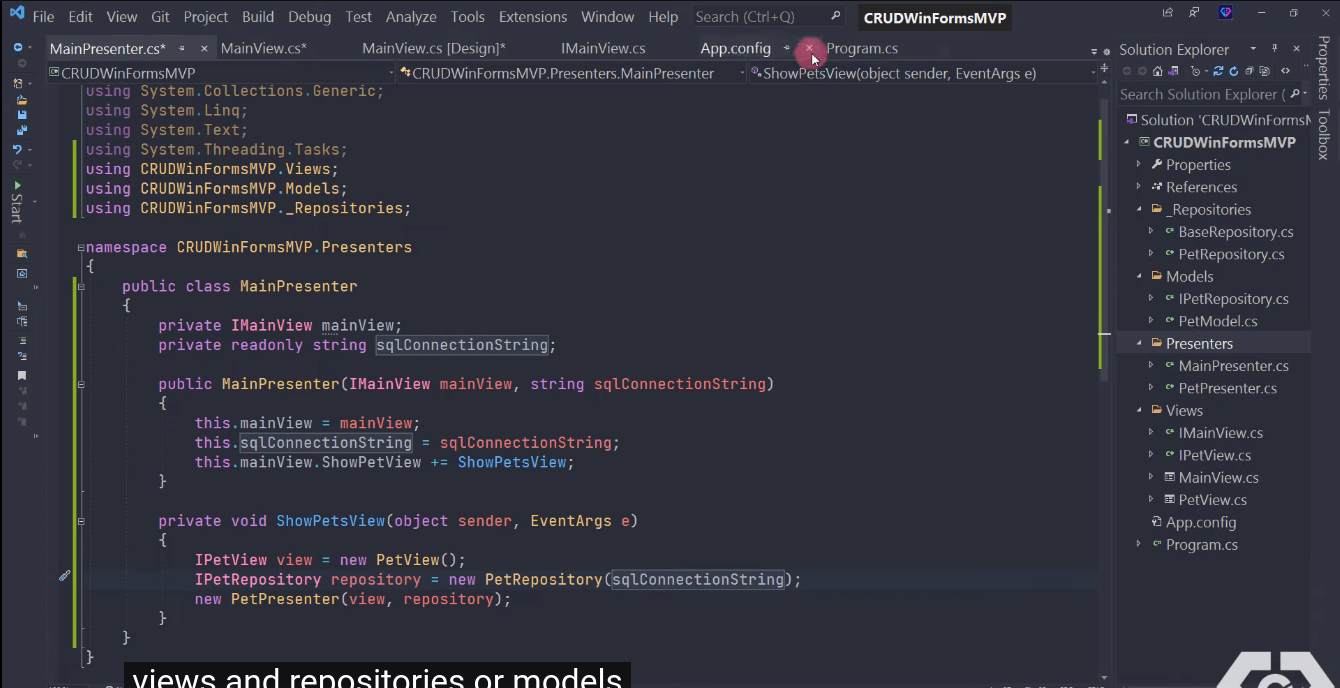 File Edit View Git Project Build Debug Test Analyze Tools Extensions Window Help Search (Ctrl+Q) CRUDWinFormsMVP
MainPresenter.cs* MainView.cs* MainView.cs [Design]* IMainView.cs App.config Program.cs
CRUDWinFormsMVP CRUDWinFormsMVP.Presenters.MainPresenter ShowPetsView(object sender, EventArgs e)
using System.Collections.Generic;
using System.Linq;
using System.Text;
using System.Threading.Tasks;
using CRUDWinFormsMVP.Views;
using CRUDWinFormsMVP.Models;
using CRUDWinFormsMVP._Repositories;
namespace CRUDWinFormsMVP.Presenters
{
public class MainPresenter
{
private IMainView mainView;
private readonly string sqlConnectionString;
public MainPresenter(IMainView mainView, string sqlConnectionString)
{
this.mainView = mainView;
this.sqlConnectionString = sqlConnectionString;
this.mainView.ShowPetView += ShowPetsView;
}
private void ShowPetsView(object sender, EventArgs e)
{
IPetView view = new PetView();
IPetRepository repository = new PetRepository(sqlConnectionString);
new PetPresenter(view, repository);
}
}
}
views and repositories or models
Start
Solution Explorer
Search Solution Explorer (
Solution 'CRUDWinFormsM
CRUDWinFormsMVP
Properties
References
_Repositories
BaseRepository.cs
PetRepository.cs
Models
IPetRepository.cs
PetModel.cs
Presenters
MainPresenter.cs
PetPresenter.cs
Views
IMainView.cs
IPetView.cs
MainView.cs
PetView.cs
App.config
Program.cs
Properties
Toolbox